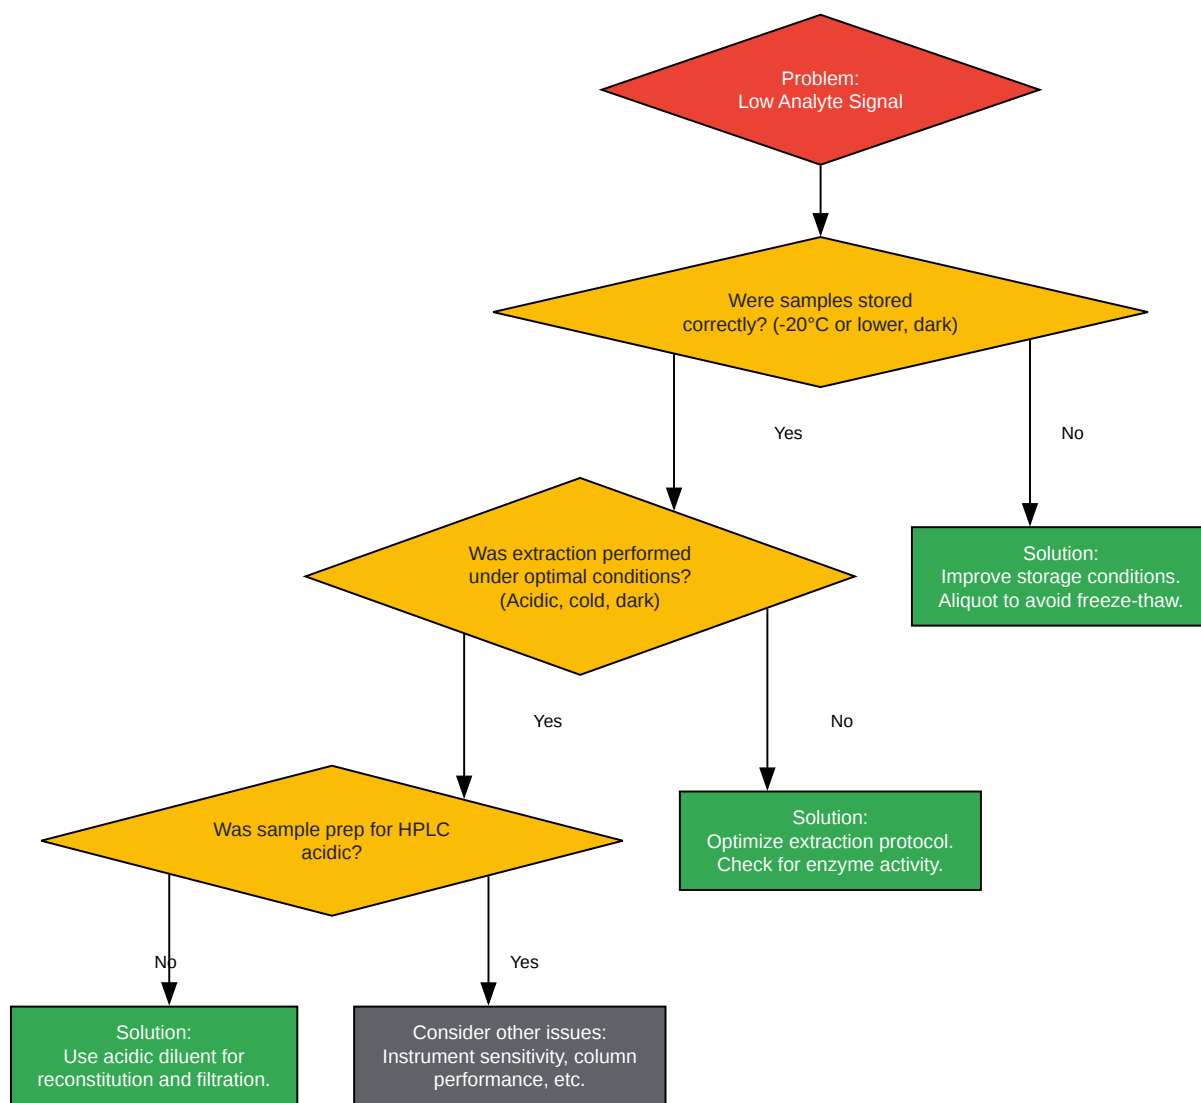 Problem:
Low Analyte Signal
Were samples stored
correctly? (-20°C or lower, dark)
Yes
No
Was extraction performed
under optimal conditions?
(Acidic, cold, dark)
Solution:
Improve storage conditions.
Aliquot to avoid freeze-thaw.
Yes
No
Was sample prep for HPLC
acidic?
Solution:
Optimize extraction protocol.
Check for enzyme activity.
No
Yes
Solution:
Use acidic diluent for
reconstitution and filtration.
Consider other issues:
Instrument sensitivity, column
performance, etc.